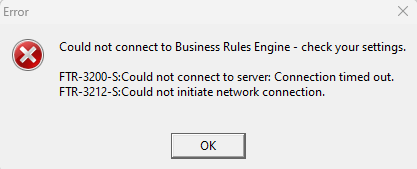 Error
Could not connect to Business Rules Engine - check your settings.
FTR-3200-S:Could not connect to server: Connection timed out.
FTR-3212-S:Could not initiate network connection.
OK